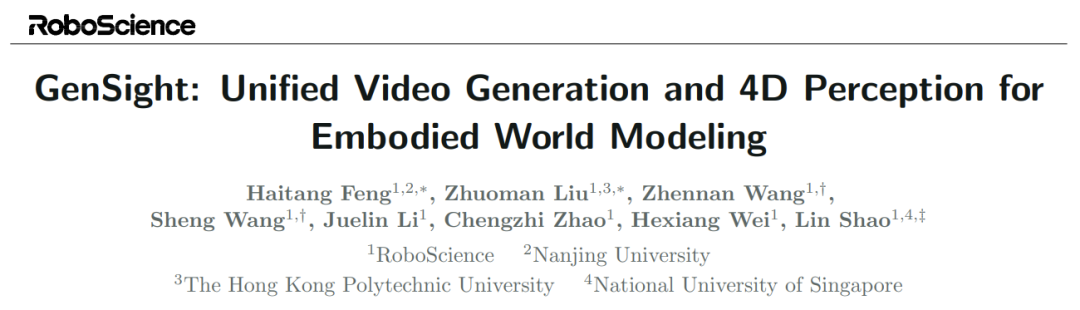 RoboScience
GenSight: Unified Video Generation and 4D Perception for
Embodied World Modeling
Haitang Feng1,2,∗, Zhuoman Liu1,3,∗, Zhennan Wang1,†,
Sheng Wang1,†, Juelin Li1, Chengzhi Zhao1, Hexiang Wei1, Lin Shao1,4,‡
1RoboScience 2Nanjing University
3The Hong Kong Polytechnic University 4National University of Singapore